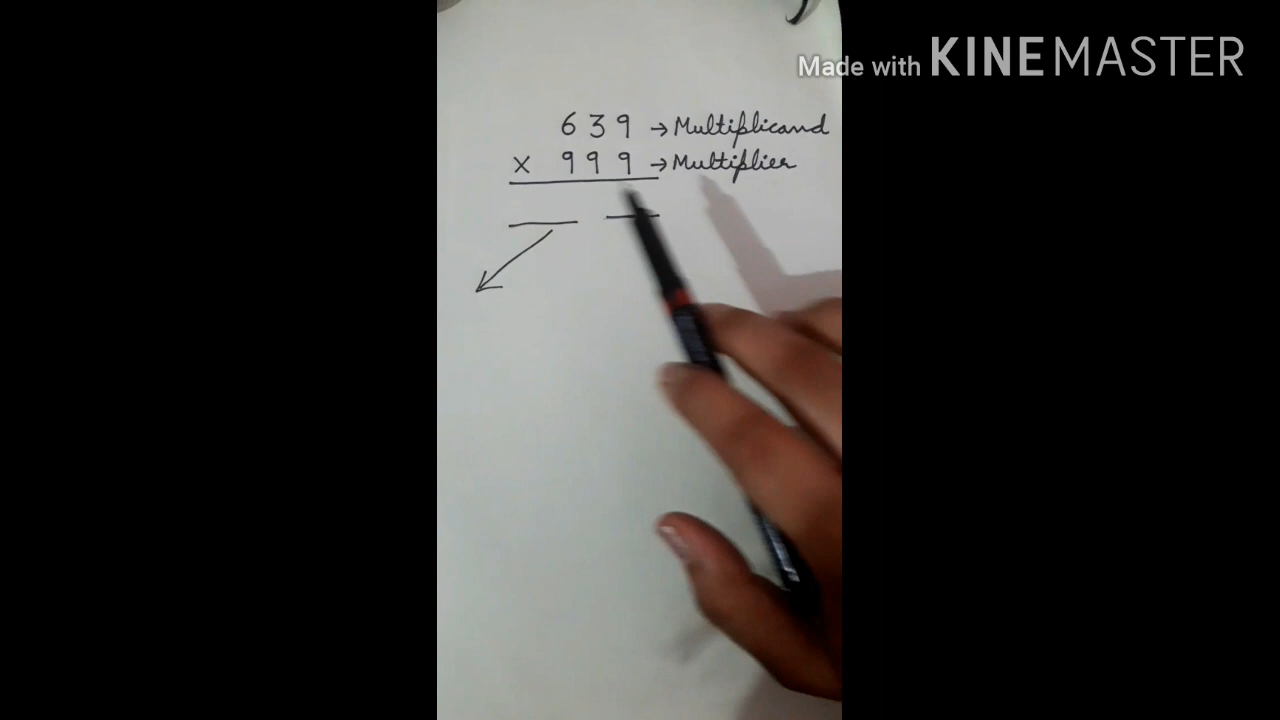 Made with KINEMASTER
639 → Multiplicand
× 999 → Multiplier